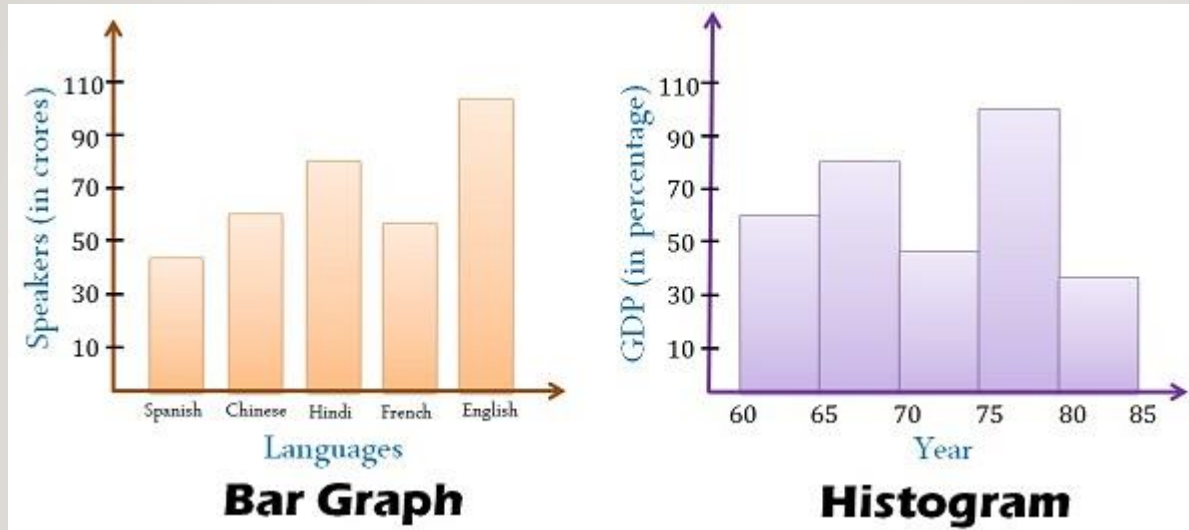 Speakers (in crores)
110
90
70
50
30
10
Spanish Chinese Hindi French English
Languages
Bar Graph
GDP (in percentage)
110
90
70
50
30
10
60 65 70 75 80 85
Year
Histogram